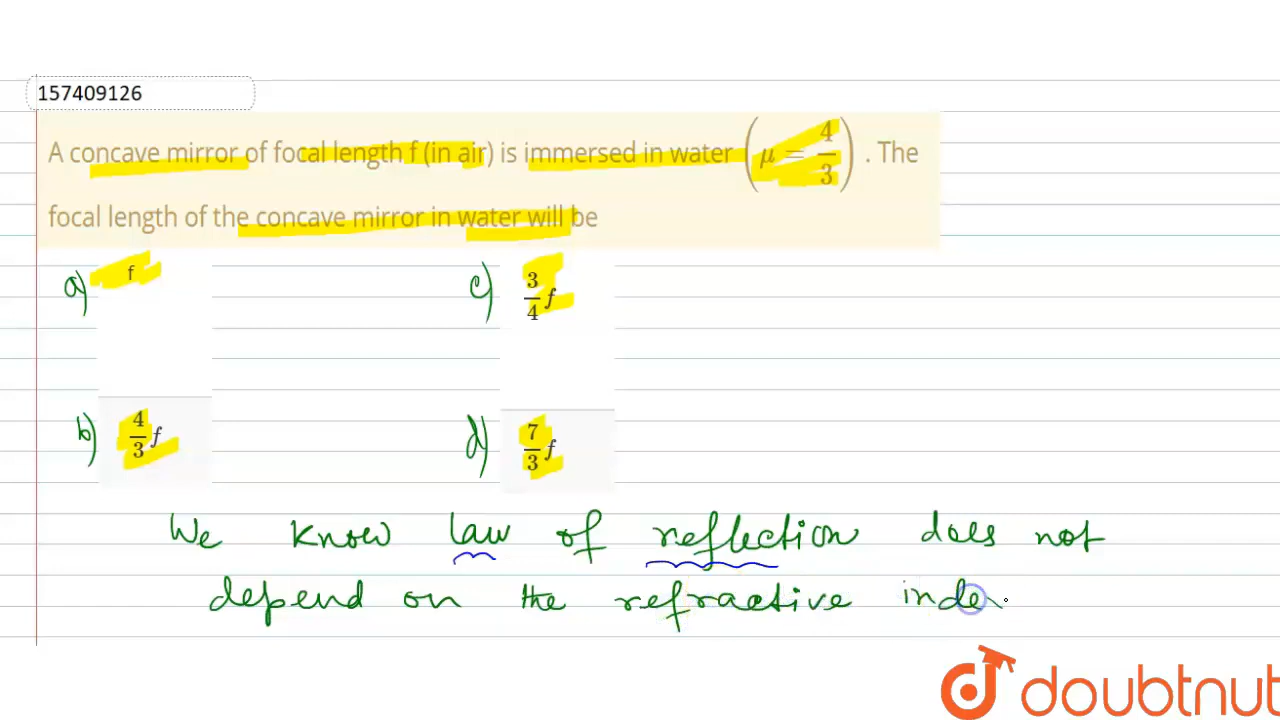 157409126
A concave mirror of focal length f (in air) is immersed in water (μ = 4/3) . The
focal length of the concave mirror in water will be
a) f
c) 3/4 f
b) 4/3 f
d) 7/3 f
We know law of reflection does not
depend on the refractive inde
doubtnut